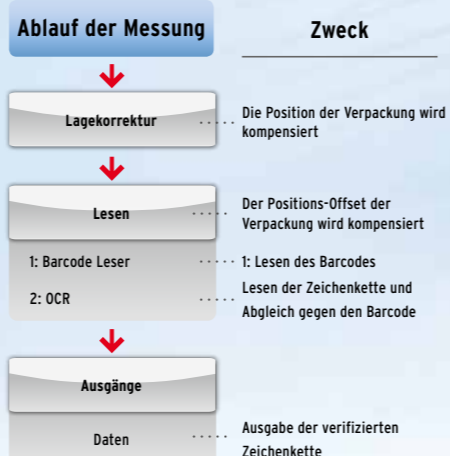 Ablauf der Messung
Zweck
Lagekorrektur
Die Position der Verpackung wird
kompensiert
Lesen
Der Positions-Offset der
Verpackung wird kompensiert
1: Barcode Leser
1: Lesen des Barcodes
2: OCR
Lesen der Zeichenkette und
Abgleich gegen den Barcode
Ausgänge
Daten
Ausgabe der verifizierten
Zeichenkette